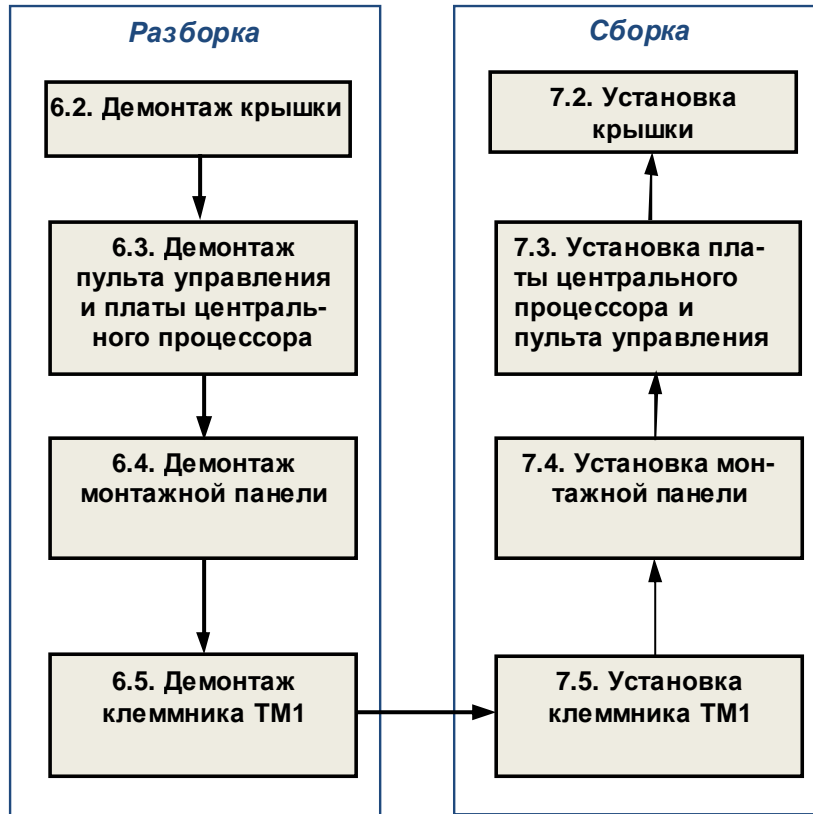 Разборка
6.2. Демонтаж крышки
6.3. Демонтаж
пульта управления
и платы централь-
ного процессора
6.4. Демонтаж
монтажной панели
6.5. Демонтаж
клеммника TM1
Сборка
7.2. Установка
крышки
7.3. Установка пла-
ты центрального
процессора и
пульта управления
7.4. Установка мон-
тажной панели
7.5. Установка
клеммника TM1